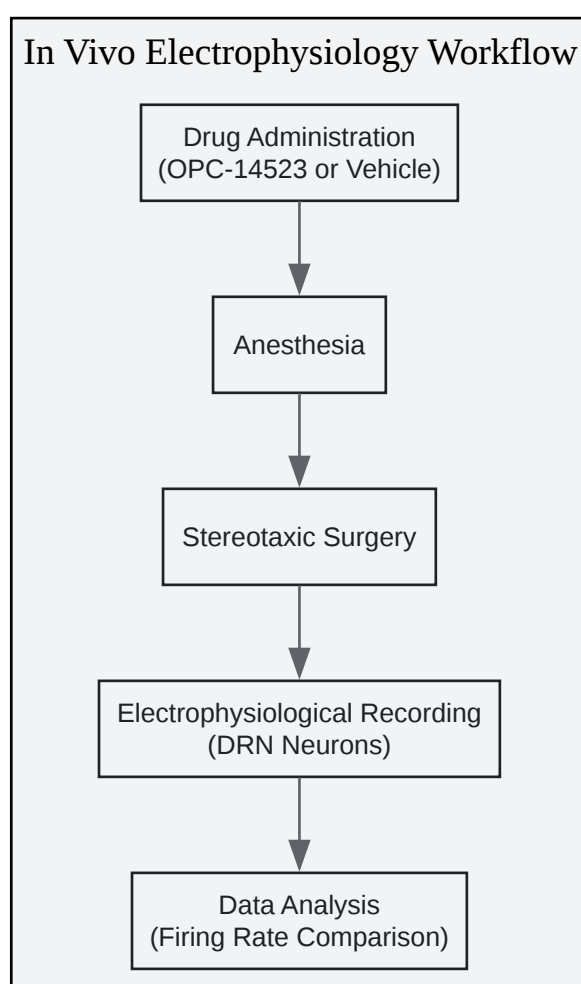 In Vivo Electrophysiology Workflow
Drug Administration
(OPC-14523 or Vehicle)
Anesthesia
Stereotaxic Surgery
Electrophysiological Recording
(DRN Neurons)
Data Analysis
(Firing Rate Comparison)